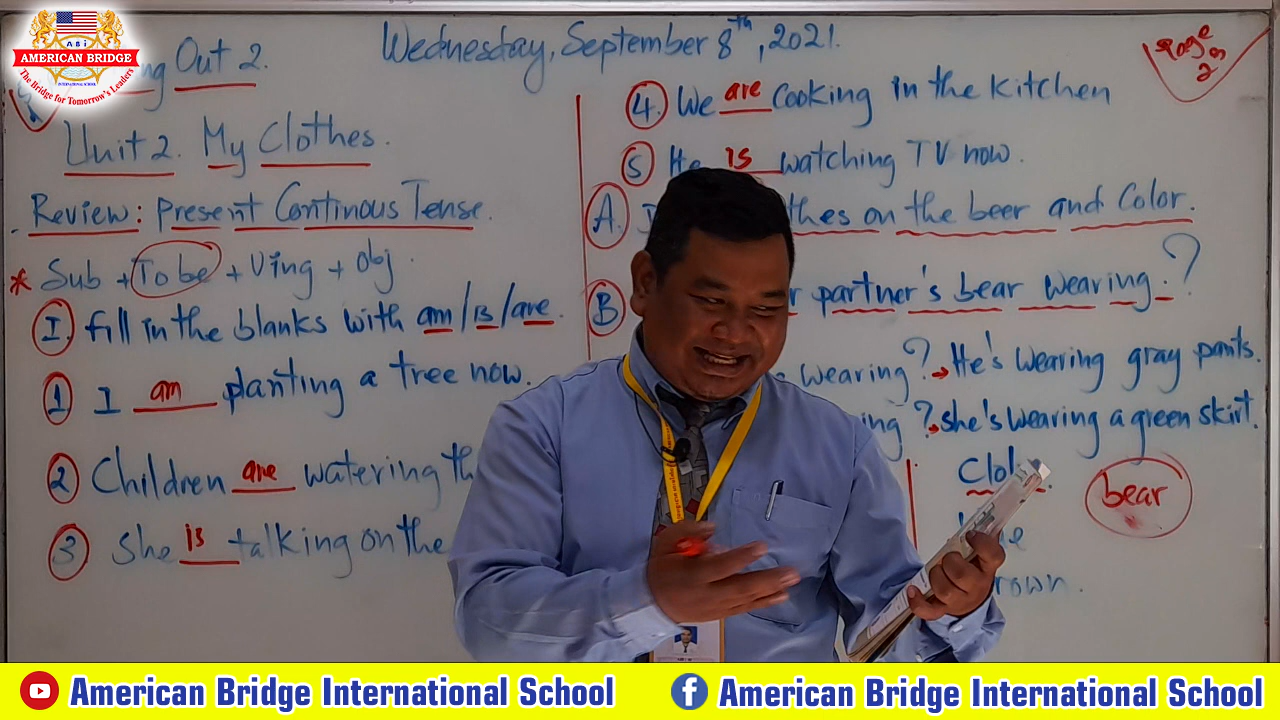 ABi
AMERICAN BRIDGE
INTERNATIONAL SCHOOL
The Bridge for Tomorrow's Leaders
Out 2.
Wednesday, September 8th, 2021.
Page
2
Unit 2. My Clothes.
Review: Present Continous Tense.
* Sub + To be + Ving + Obj.
I. Fill in the blanks with am/is/are.
1 I am planting a tree now.
2 Children are watering
3 She is talking on the
4. We are Cooking in the Kitchen
5 He is watching TV now.
A. on the beer and Color.
B partner's bear wearing.?
wearing? → He's wearing gray pants.
? → she's wearing a green skirt.
bear
American Bridge International School
American Bridge International School